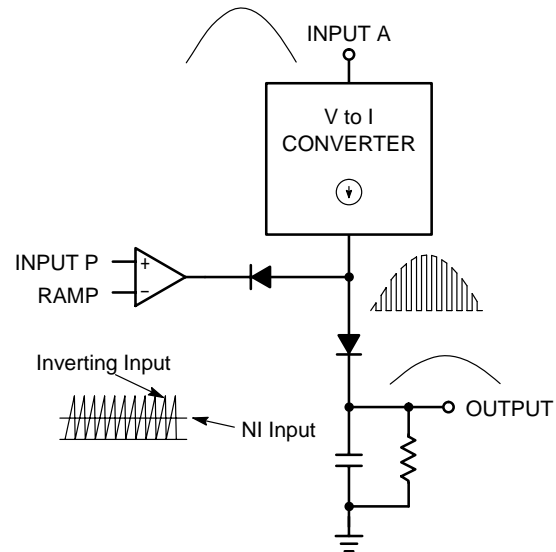 INPUT A
V to I
CONVERTER
INPUT P
+
RAMP
−
Inverting Input
NI Input
OUTPUT